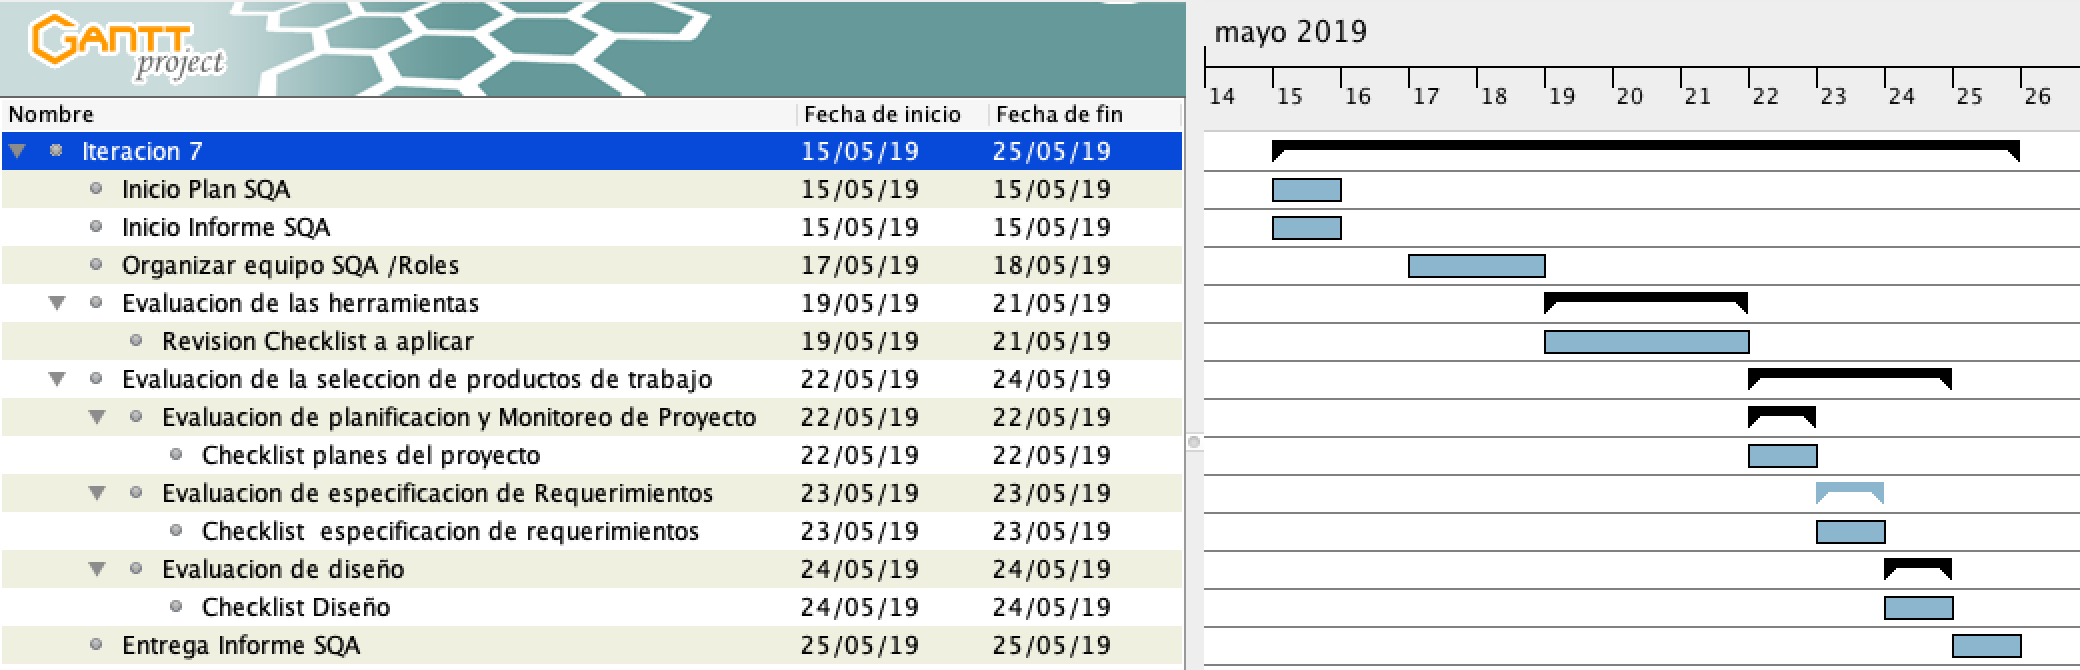 GANTT
project
mayo 2019
14 15 16 17 18 19 20 21 22 23 24 25 26
Nombre Fecha de inicio Fecha de fin
Iteracion 7 15/05/19 25/05/19
Inicio Plan SQA 15/05/19 15/05/19
Inicio Informe SQA 15/05/19 15/05/19
Organizar equipo SQA /Roles 17/05/19 18/05/19
Evaluacion de las herramientas 19/05/19 21/05/19
Revision Checklist a aplicar 19/05/19 21/05/19
Evaluacion de la seleccion de productos de trabajo 22/05/19 24/05/19
Evaluacion de planificacion y Monitoreo de Proyecto 22/05/19 22/05/19
Checklist planes del proyecto 22/05/19 22/05/19
Evaluacion de especificacion de Requerimientos 23/05/19 23/05/19
Checklist  especificacion de requerimientos 23/05/19 23/05/19
Evaluacion de diseño 24/05/19 24/05/19
Checklist Diseño 24/05/19 24/05/19
Entrega Informe SQA 25/05/19 25/05/19